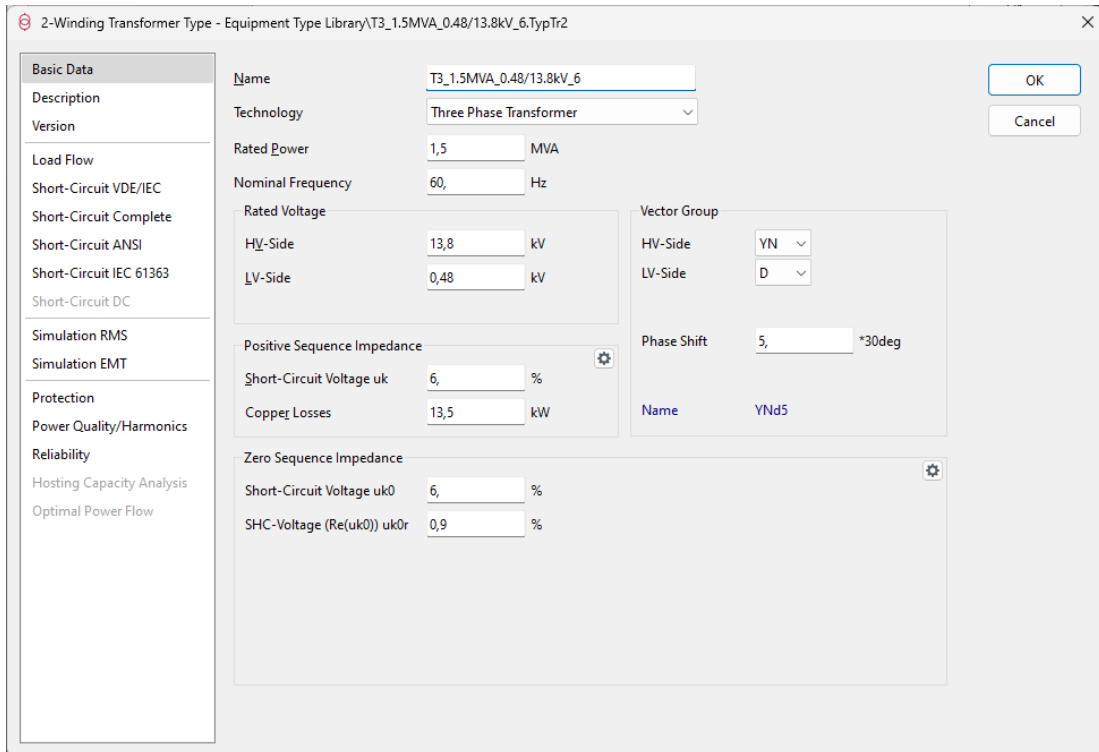 2-Winding Transformer Type - Equipment Type Library\T3_1.5MVA_0.48/13.8kV_6.TypTr2
Basic Data
Description
Version
Load Flow
Short-Circuit VDE/IEC
Short-Circuit Complete
Short-Circuit ANSI
Short-Circuit IEC 61363
Short-Circuit DC
Simulation RMS
Simulation EMT
Protection
Power Quality/Harmonics
Reliability
Hosting Capacity Analysis
Optimal Power Flow
Name T3_1.5MVA_0.48/13.8kV_6
Technology Three Phase Transformer
Rated Power 1,5 MVA
Nominal Frequency 60, Hz
Rated Voltage
HV-Side 13,8 kV
LV-Side 0,48 kV
Vector Group
HV-Side YN
LV-Side D
Phase Shift 5, *30deg
Name YNd5
Positive Sequence Impedance
Short-Circuit Voltage uk 6, %
Copper Losses 13,5 kW
Zero Sequence Impedance
Short-Circuit Voltage uk0 6, %
SHC-Voltage (Re(uk0)) uk0r 0,9 %
OK
Cancel